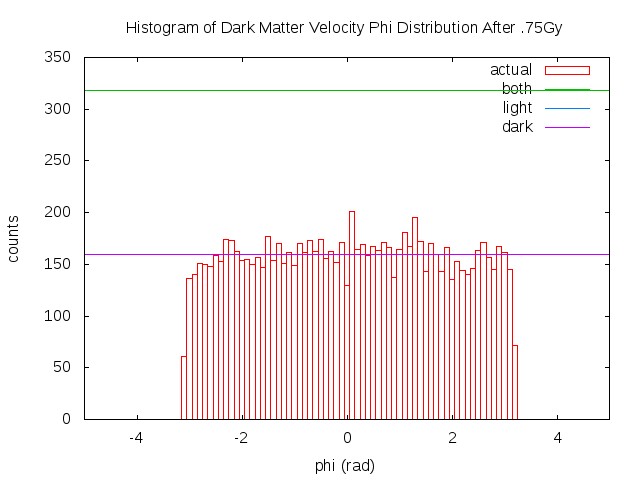 Histogram of Dark Matter Velocity Phi Distribution After .75Gy
350
300
250
200
150
100
50
0
counts
actual
both
light
dark
-4 -2 0 2 4
phi (rad)